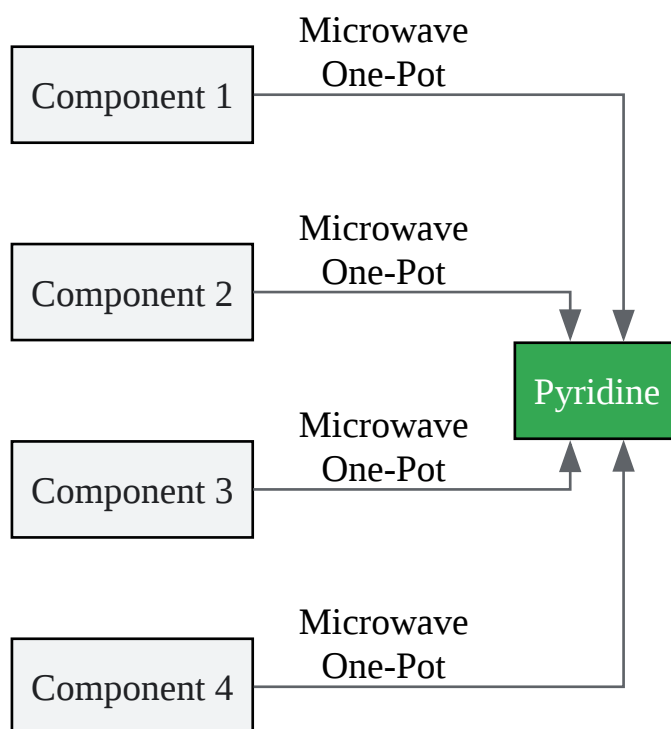 Microwave
One-Pot
Component 1
Microwave
One-Pot
Component 2
Pyridine
Microwave
One-Pot
Component 3
Microwave
One-Pot
Component 4